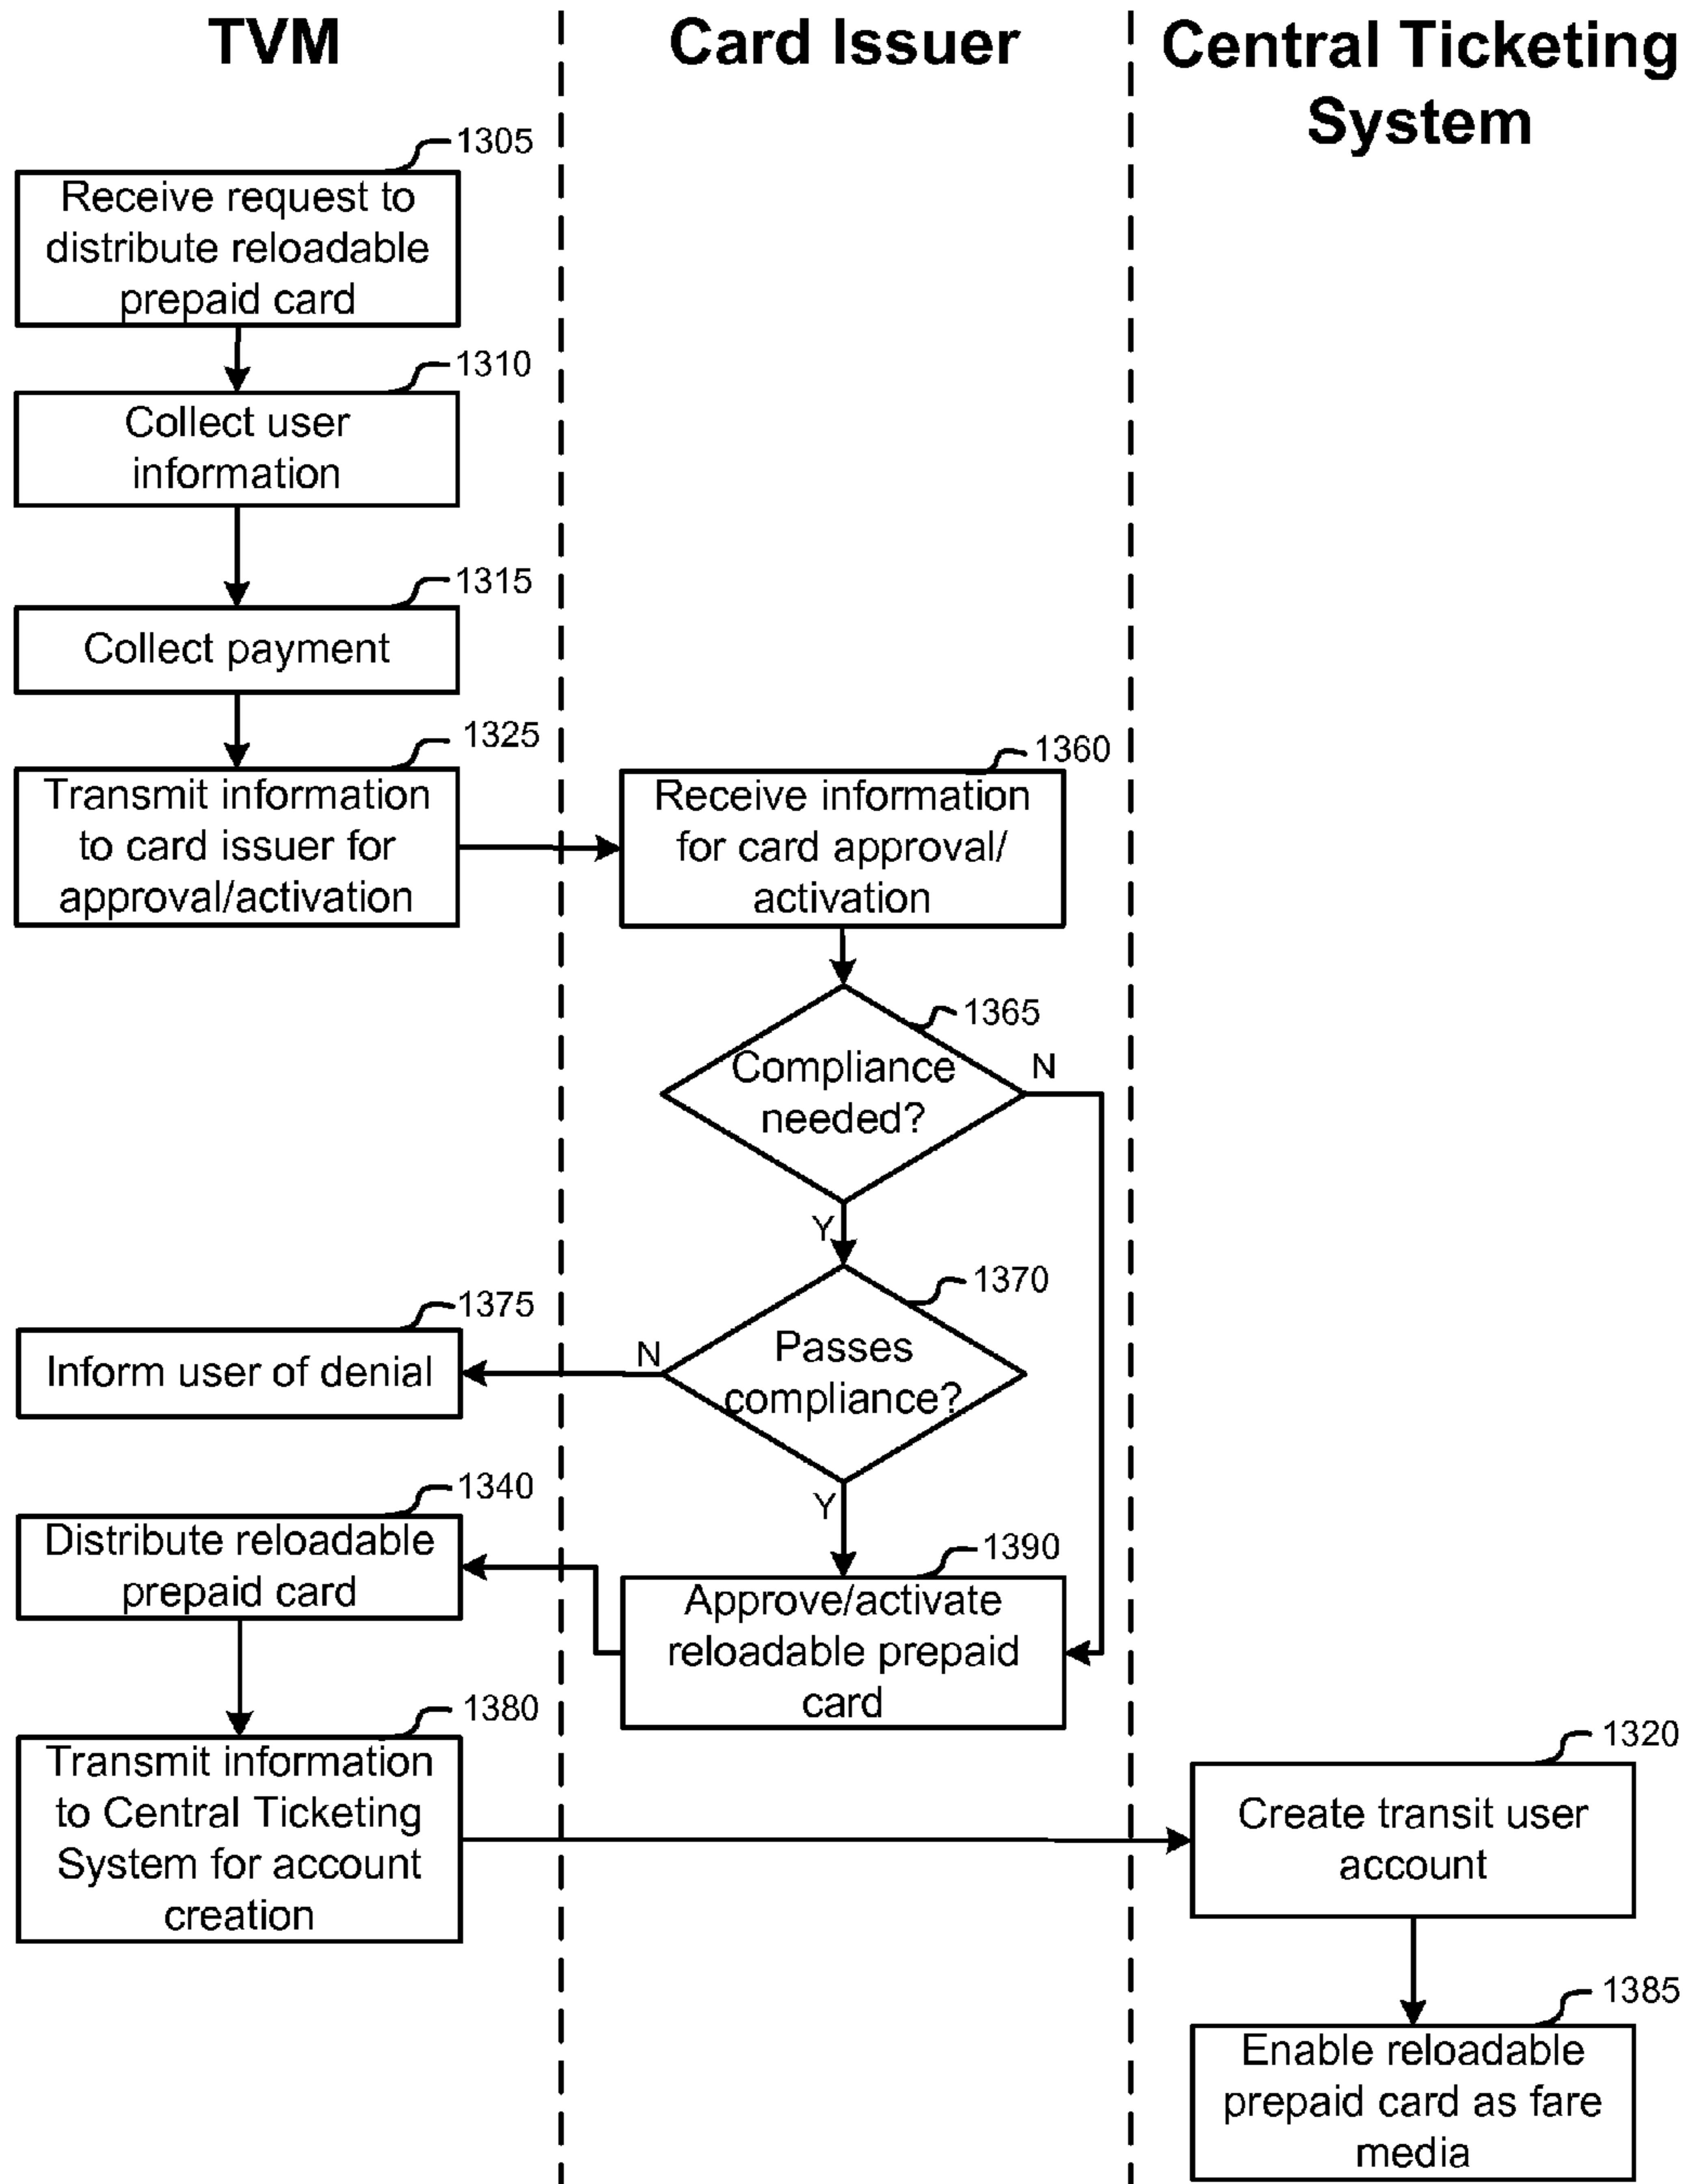 TVM
Card Issuer
Central Ticketing
System
1305
Receive request to
distribute reloadable
prepaid card
1310
Collect user
information
1315
Collect payment
1325
Transmit information
to card issuer for
approval/activation
1360
Receive information
for card approval/
activation
1365
Compliance
needed?
N
Y
1370
Passes
compliance?
N
1375
Inform user of denial
Y
1390
Approve/activate
reloadable prepaid
card
1340
Distribute reloadable
prepaid card
1380
Transmit information
to Central Ticketing
System for account
creation
1320
Create transit user
account
1385
Enable reloadable
prepaid card as fare
media